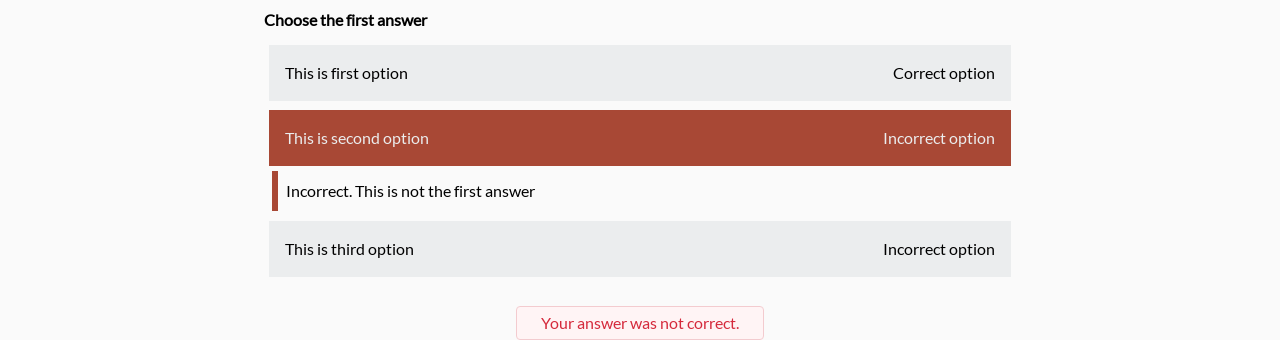 Choose the first answer
This is first option Correct option
This is second option Incorrect option
Incorrect. This is not the first answer
This is third option Incorrect option
Your answer was not correct.